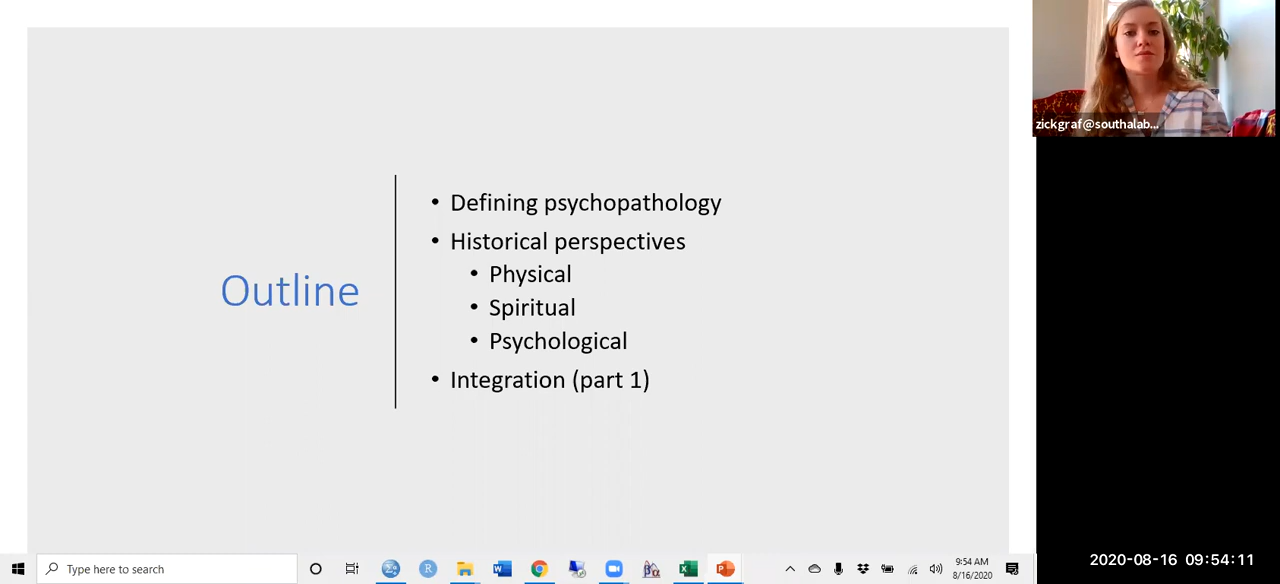 zickgraf@southalab...
Outline
• Defining psychopathology
• Historical perspectives
• Physical
• Spiritual
• Psychological
• Integration (part 1)
Type here to search
9:54 AM
8/16/2020
2020-08-16 09:54:11